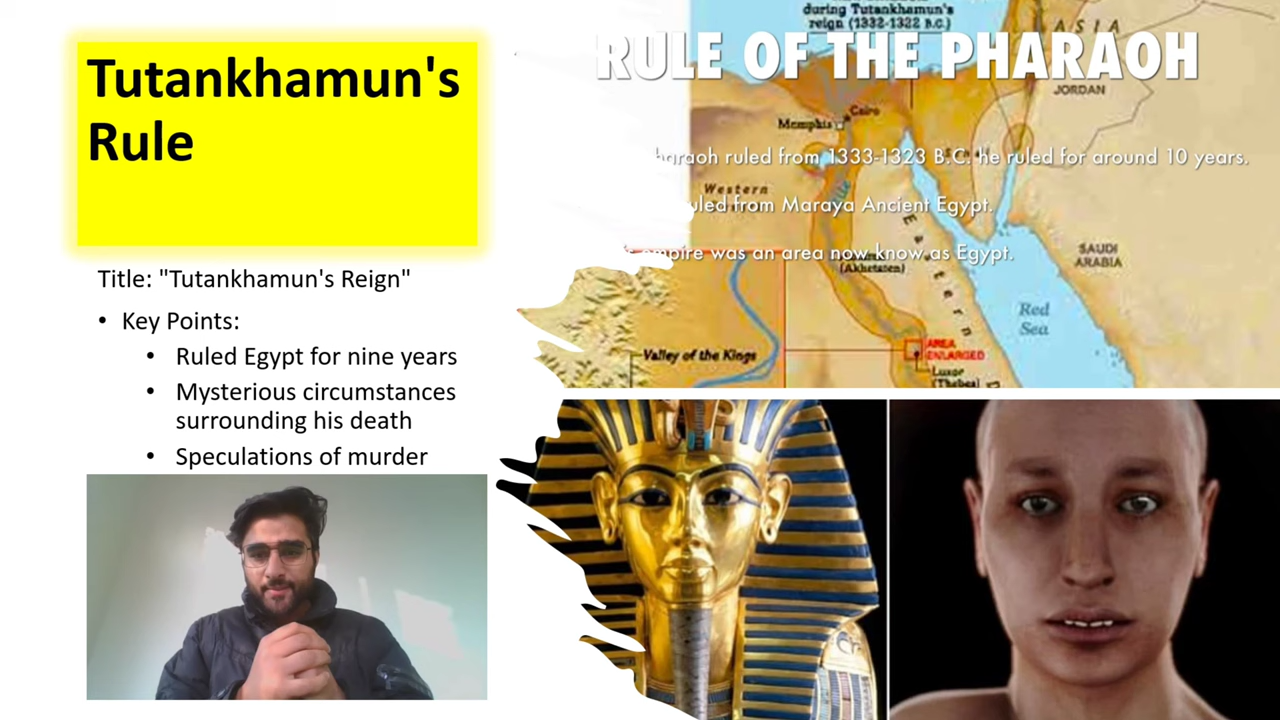 Tutankhamun's
Rule
Title: "Tutankhamun's Reign"
• Key Points:
• Ruled Egypt for nine years
• Mysterious circumstances
surrounding his death
• Speculations of murder
during Tutankhamun's
reign (1332-1322 B.C.)
RULE OF THE PHARAOH
ASIA
JORDAN
Cairo
Memphis
ruled from 1333-1323 B.C. he ruled for around 10 years.
Western
from Maraya Ancient Egypt.
was an area now know as Egypt.
(Akhetaten)
Eastern
SAUDI
ARABIA
Red
Sea
Valley of the Kings
AREA
ENLARGED
Luxor
(Thebes)